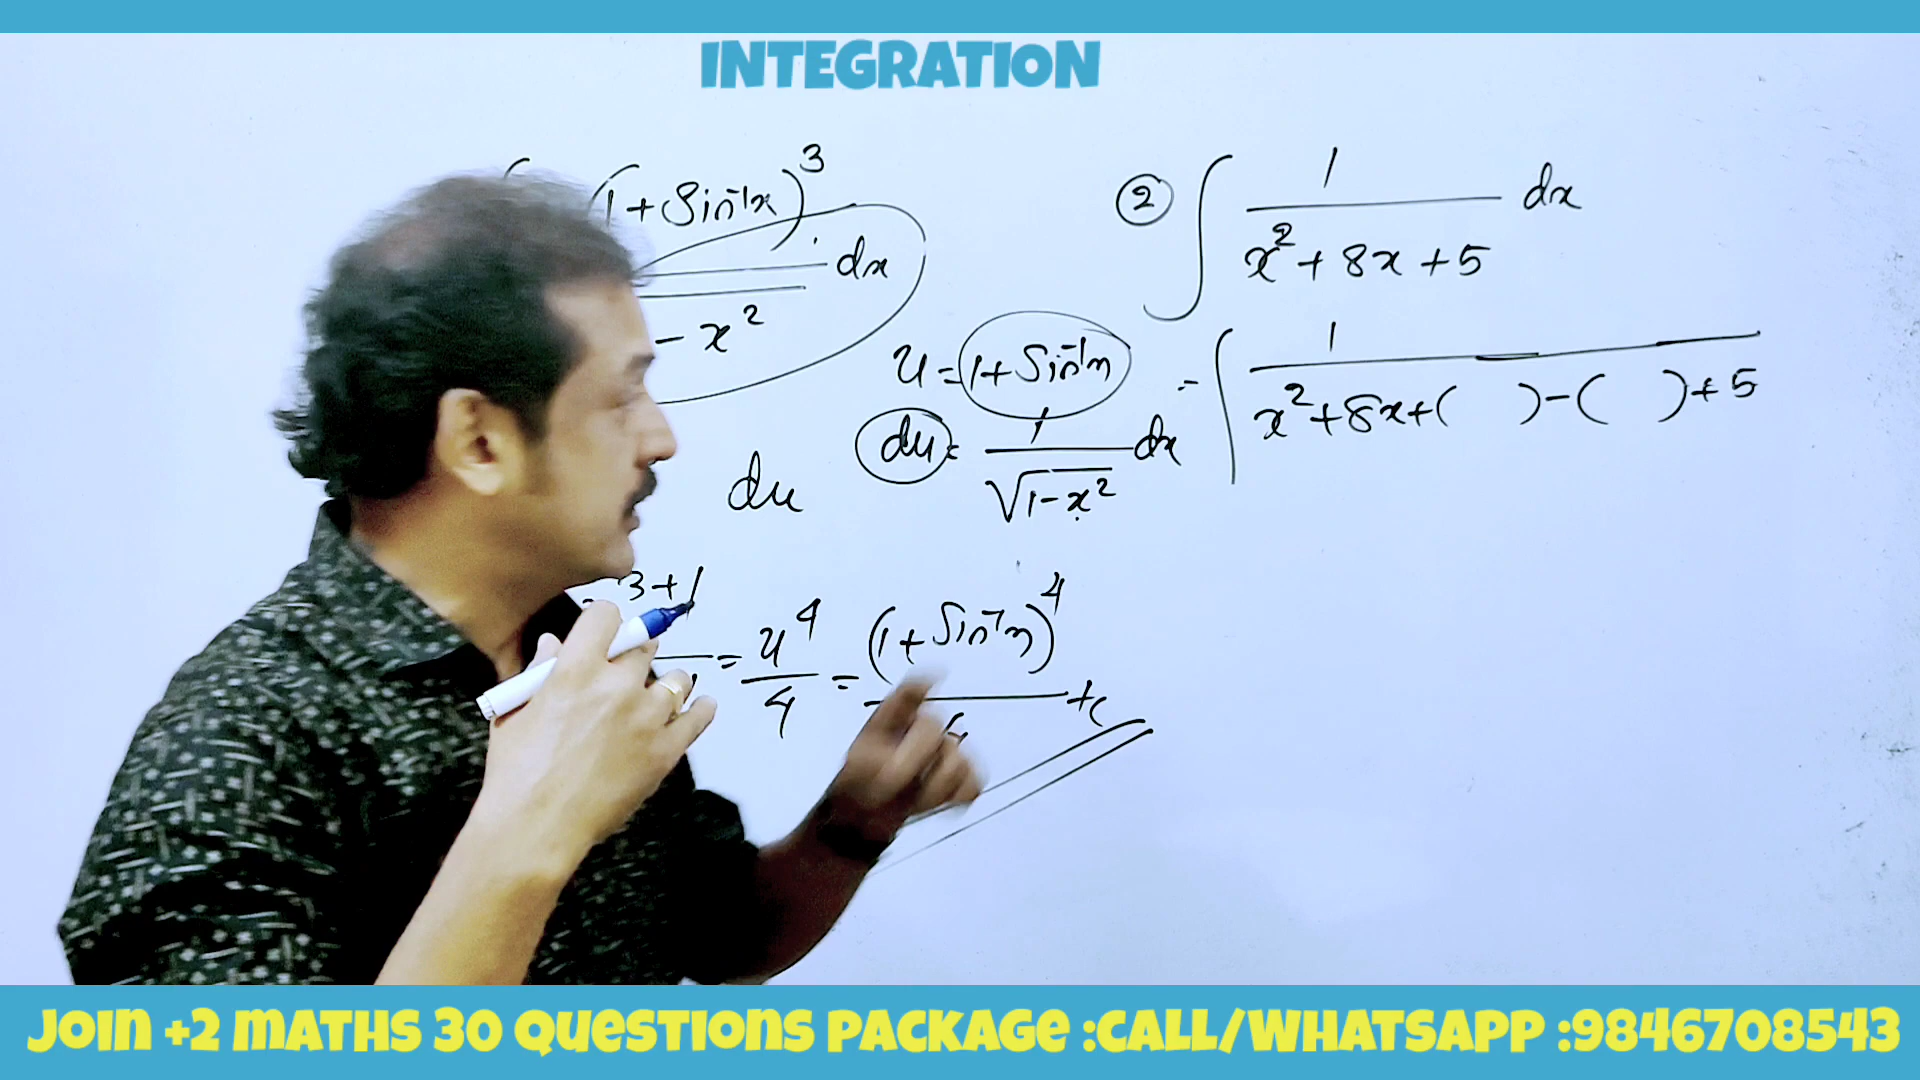 INTEGRATION
(1 + Sin⁻¹x)³
dx
- x²
u = 1 + Sin⁻¹x
du = 1/√(1 - x²) dx
du
3+1
= u⁴/4 = (1 + Sin⁻¹x)⁴/4 + c
② ∫ 1/(x² + 8x + 5) dx
= ∫ 1/(x² + 8x + ( ) - ( ) + 5)
JOIN +2 MATHS 30 QUESTIONS PACKAGE :CALL/WHATSAPP :9846708543